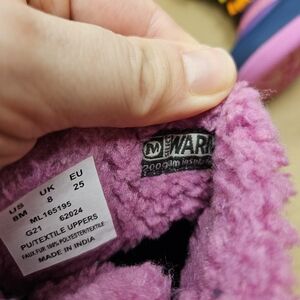 US UK EU
8M 8 25
ML165195
G21 62024
PU/TEXTILE UPPERS
FAUX FUR 100% POLYESTER/TEXTILE
MADE IN INDIA
M WARM
200gm